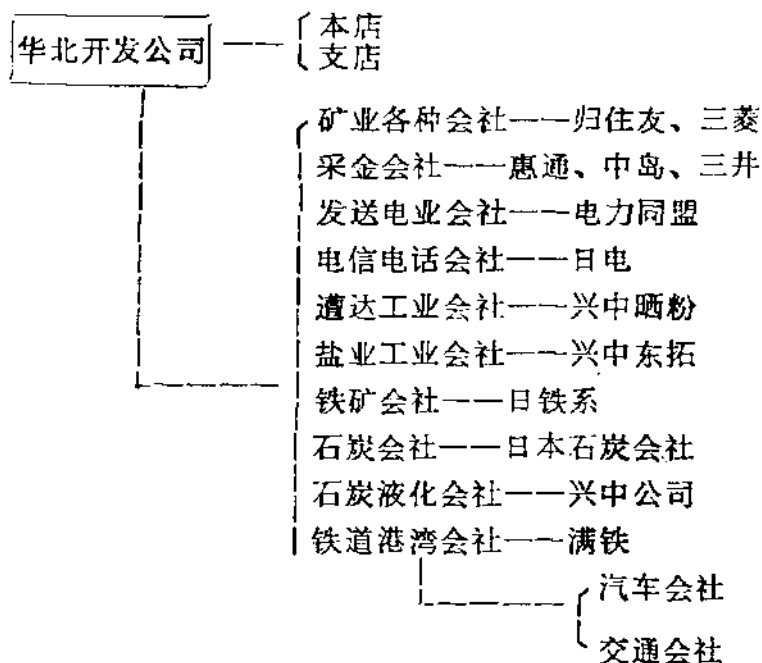 华北开发公司
本店
支店
矿业各种会社——归住友、三菱
采金会社——惠通、中岛、三井
发送电业会社——电力同盟
电信电话会社——日电
遭达工业会社——兴中晒粉
盐业工业会社——兴中东拓
铁矿会社——日铁系
石炭会社——日本石炭会社
石炭液化会社——兴中公司
铁道港湾会社——满铁
汽车会社
交通会社